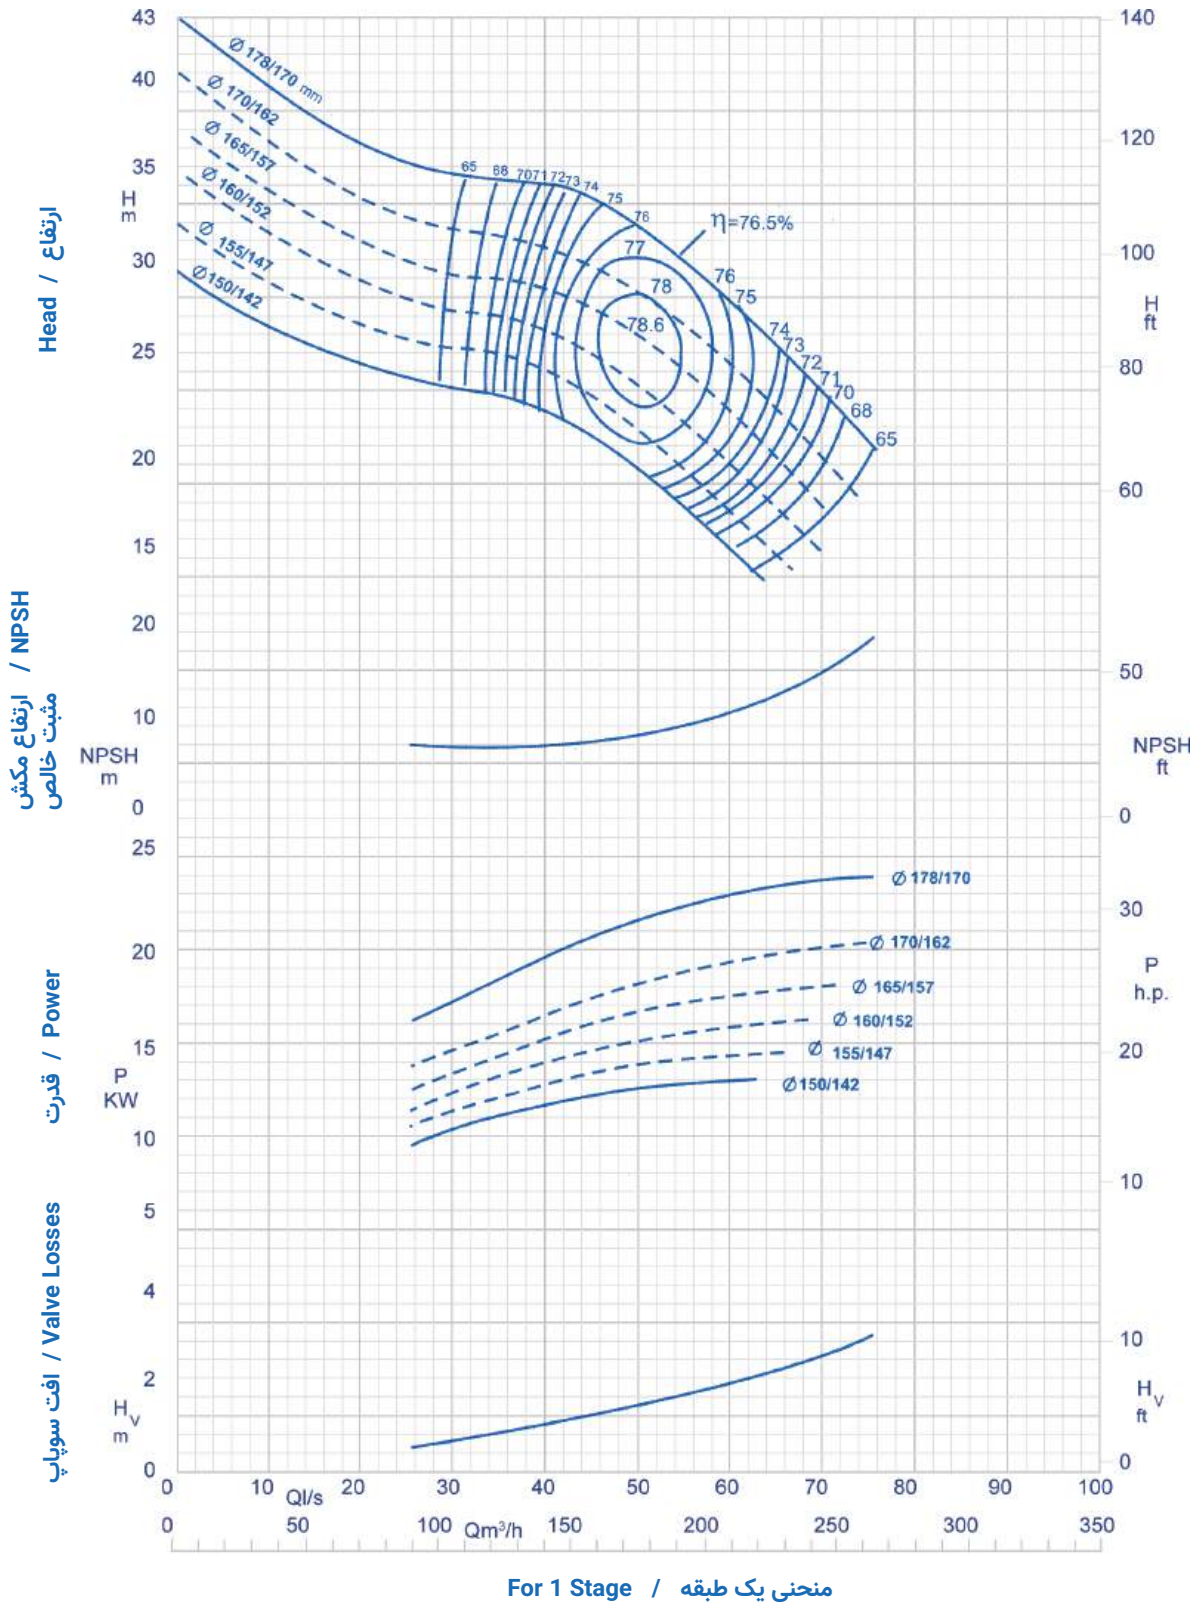 43
40
35
H
m
30
25
20
15
Head / ارتفاع
140
120
100
H
ft
80
60
Ø 178/170 mm
Ø 170/162
Ø 165/157
Ø 160/152
Ø 155/147
Ø150/142
65 68 70 71 72 73 74 75 76
η=76.5%
77
78
78.6
76
75
74
73
72
71
70
68
65
20
10
NPSH
m
0
NPSH / ارتفاع مکش
مثبت خالص
50
NPSH
ft
0
25
20
15
P
KW
10
5
Power / قدرت
30
P
h.p.
20
10
Ø 178/170
Ø 170/162
Ø 165/157
Ø 160/152
Ø 155/147
Ø150/142
4
2
Hv
m
0
Valve Losses / افت سوپاپ
10
Hv
ft
0
0 10 20 30 40 50 60 70 80 90 100
Ql/s
0 50 100 150 200 250 300 350
Qm³/h
For 1 Stage / منحنی یک طبقه